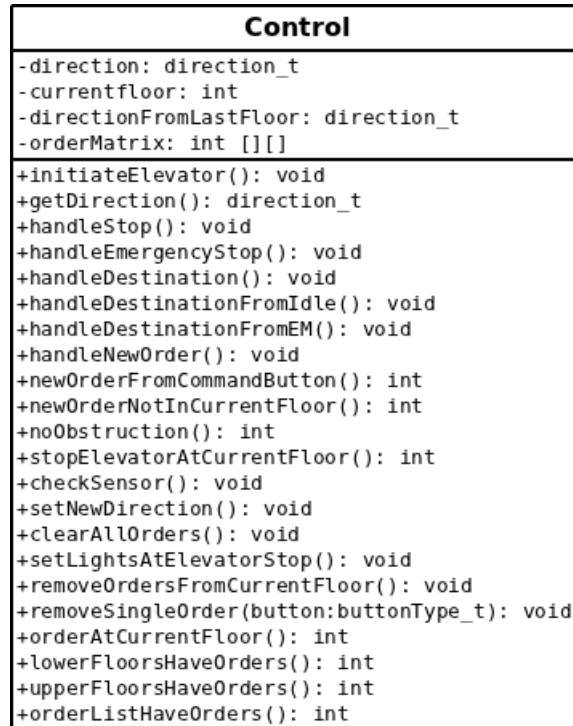 Control
-direction: direction_t
-currentfloor: int
-directionFromLastFloor: direction_t
-orderMatrix: int [][]
+initiateElevator(): void
+getDirection(): direction_t
+handleStop(): void
+handleEmergencyStop(): void
+handleDestination(): void
+handleDestinationFromIdle(): void
+handleDestinationFromEM(): void
+handleNewOrder(): void
+newOrderFromCommandButton(): int
+newOrderNotInCurrentFloor(): int
+noObstruction(): int
+stopElevatorAtCurrentFloor(): int
+checkSensor(): void
+setNewDirection(): void
+clearAllOrders(): void
+setLightsAtElevatorStop(): void
+removeOrdersFromCurrentFloor(): void
+removeSingleOrder(button:buttonType_t): void
+orderAtCurrentFloor(): int
+lowerFloorsHaveOrders(): int
+upperFloorsHaveOrders(): int
+orderListHaveOrders(): int